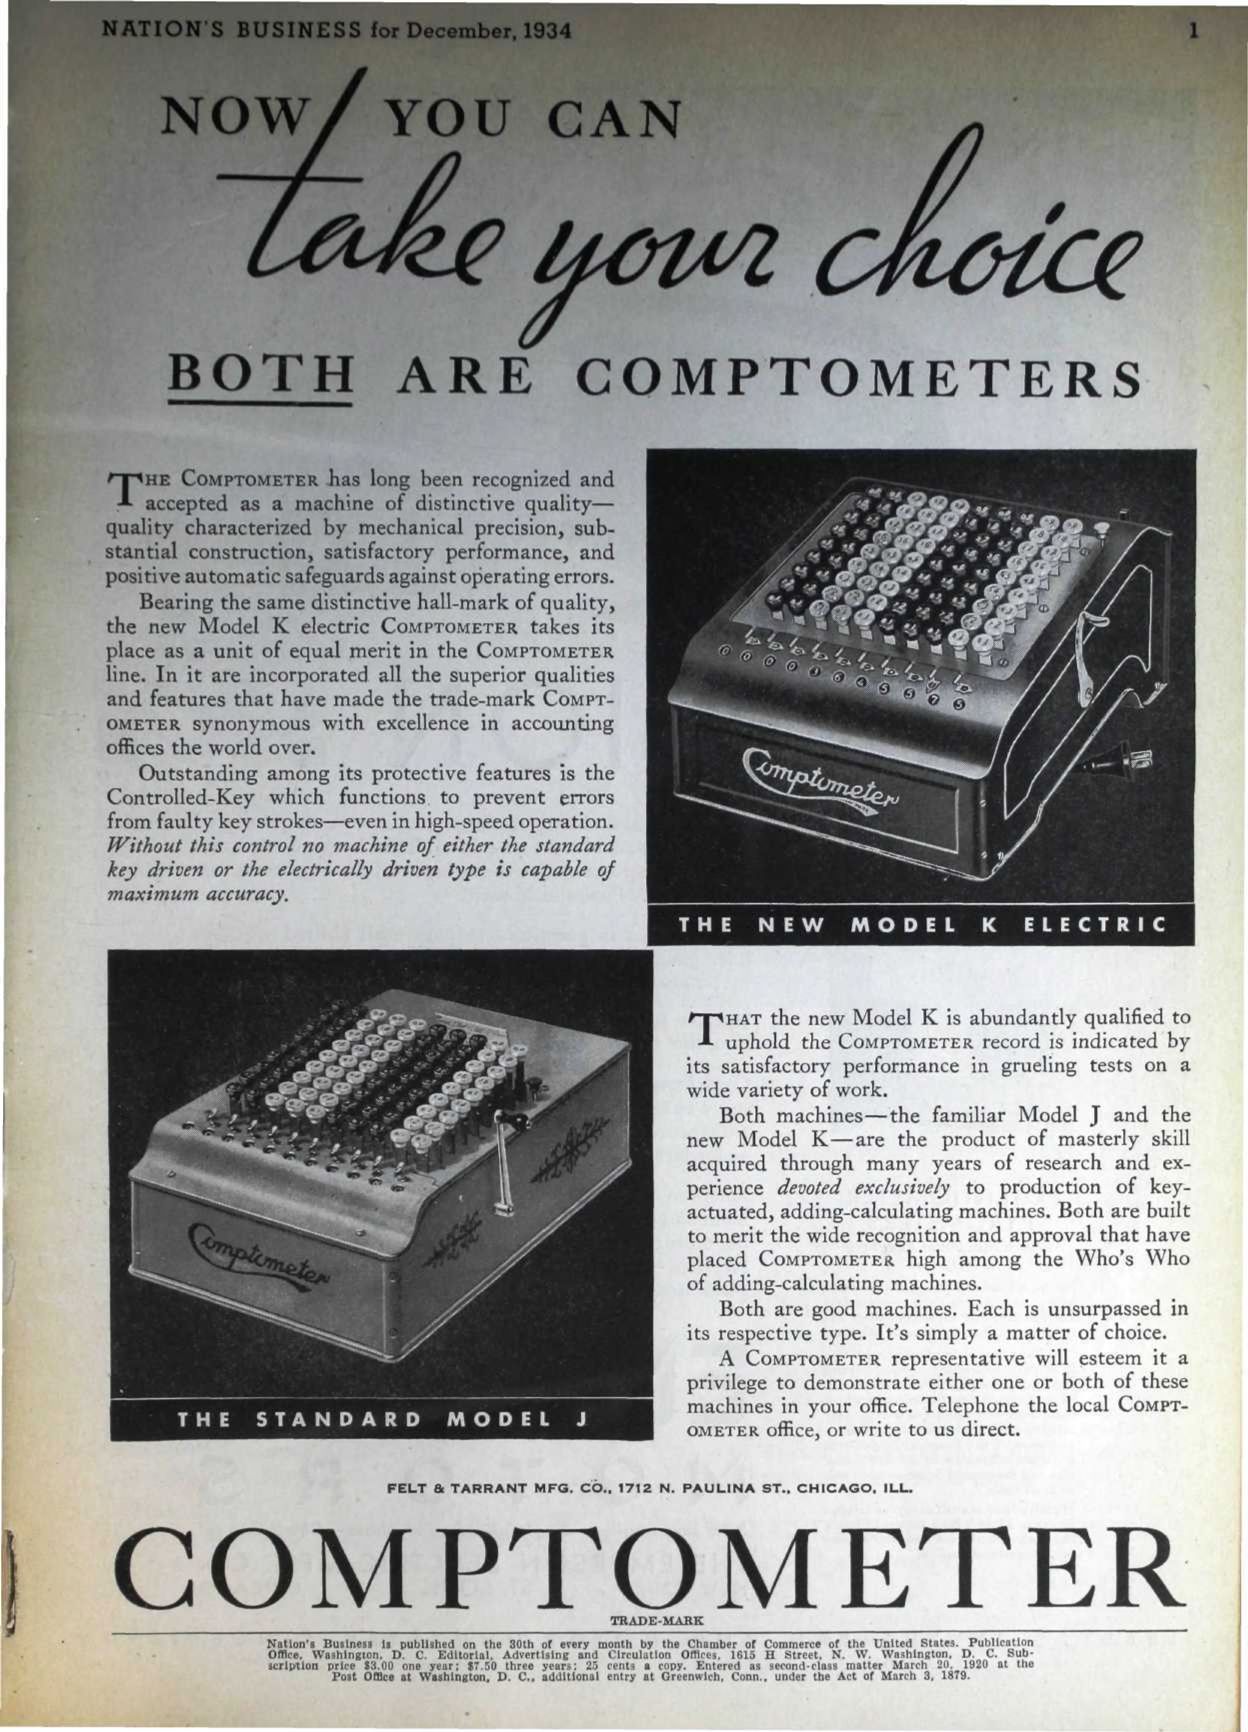 NATION'S BUSINESS for December, 1934 1
NOW YOU CAN
take your choice
BOTH ARE COMPTOMETERS
THE COMPTOMETER has long been recognized and
accepted as a machine of distinctive quality—
quality characterized by mechanical precision, sub-
stantial construction, satisfactory performance, and
positive automatic safeguards against operating errors.
Bearing the same distinctive hall-mark of quality,
the new Model K electric COMPTOMETER takes its
place as a unit of equal merit in the COMPTOMETER
line. In it are incorporated all the superior qualities
and features that have made the trade-mark COMPT-
OMETER synonymous with excellence in accounting
offices the world over.
Outstanding among its protective features is the
Controlled-Key which functions to prevent errors
from faulty key strokes—even in high-speed operation.
Without this control no machine of either the standard
key driven or the electrically driven type is capable of
maximum accuracy.
Comptometer
THE NEW MODEL K ELECTRIC
Comptometer
THE STANDARD MODEL J
THAT the new Model K is abundantly qualified to
uphold the COMPTOMETER record is indicated by
its satisfactory performance in grueling tests on a
wide variety of work.
Both machines—the familiar Model J and the
new Model K—are the product of masterly skill
acquired through many years of research and ex-
perience devoted exclusively to production of key-
actuated, adding-calculating machines. Both are built
to merit the wide recognition and approval that have
placed COMPTOMETER high among the Who's Who
of adding-calculating machines.
Both are good machines. Each is unsurpassed in
its respective type. It's simply a matter of choice.
A COMPTOMETER representative will esteem it a
privilege to demonstrate either one or both of these
machines in your office. Telephone the local COMPT-
OMETER office, or write to us direct.
FELT & TARRANT MFG. CO., 1712 N. PAULINA ST., CHICAGO, ILL.
COMPTOMETER
TRADE-MARK
Nation's Business is published on the 30th of every month by the Chamber of Commerce of the United States. Publication
Office, Washington, D. C. Editorial, Advertising and Circulation Offices, 1615 H Street, N. W. Washington, D. C. Sub-
scription price $3.00 one year; $7.50 three years; 25 cents a copy. Entered as second-class matter March 20, 1920 at the
Post Office at Washington, D. C., additional entry at Greenwich, Conn., under the Act of March 3, 1879.